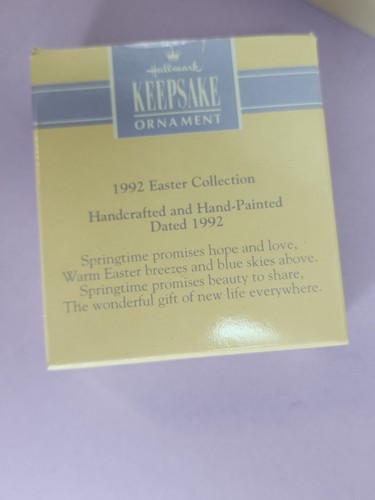 Hallmark
KEEPSAKE
ORNAMENT
1992 Easter Collection
Handcrafted and Hand-Painted
Dated 1992
Springtime promises hope and love,
Warm Easter breezes and blue skies above.
Springtime promises beauty to share,
The wonderful gift of new life everywhere.